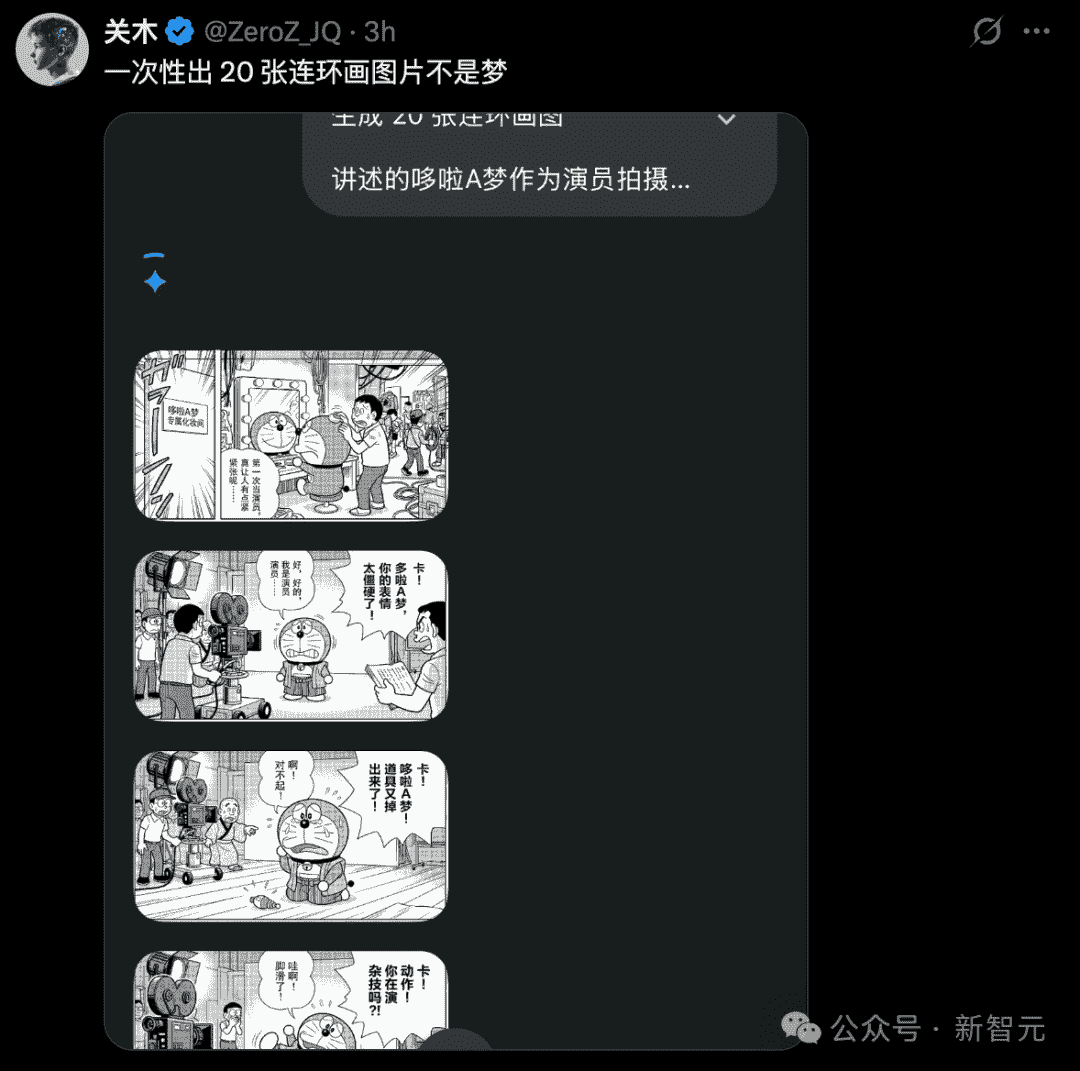 关木 @ZeroZ_JQ · 3h
一次性出 20 张连环画图片不是梦
生成 20 张连环画图
讲述的哆啦A梦作为演员拍摄...
哆啦A梦
专属化妆间
第一次当演员,
真让人有点紧
紧张呢……
卡！
多啦A梦，
你的表情
太僵硬了！
好，好的，
我是演员
演员……
卡！
哆啦A梦！
道具又掉
出来了！
啊！
对不起！
卡！
动作！
你在演
杂技吗?!
哇啊！
脚滑了！
公众号 · 新智元